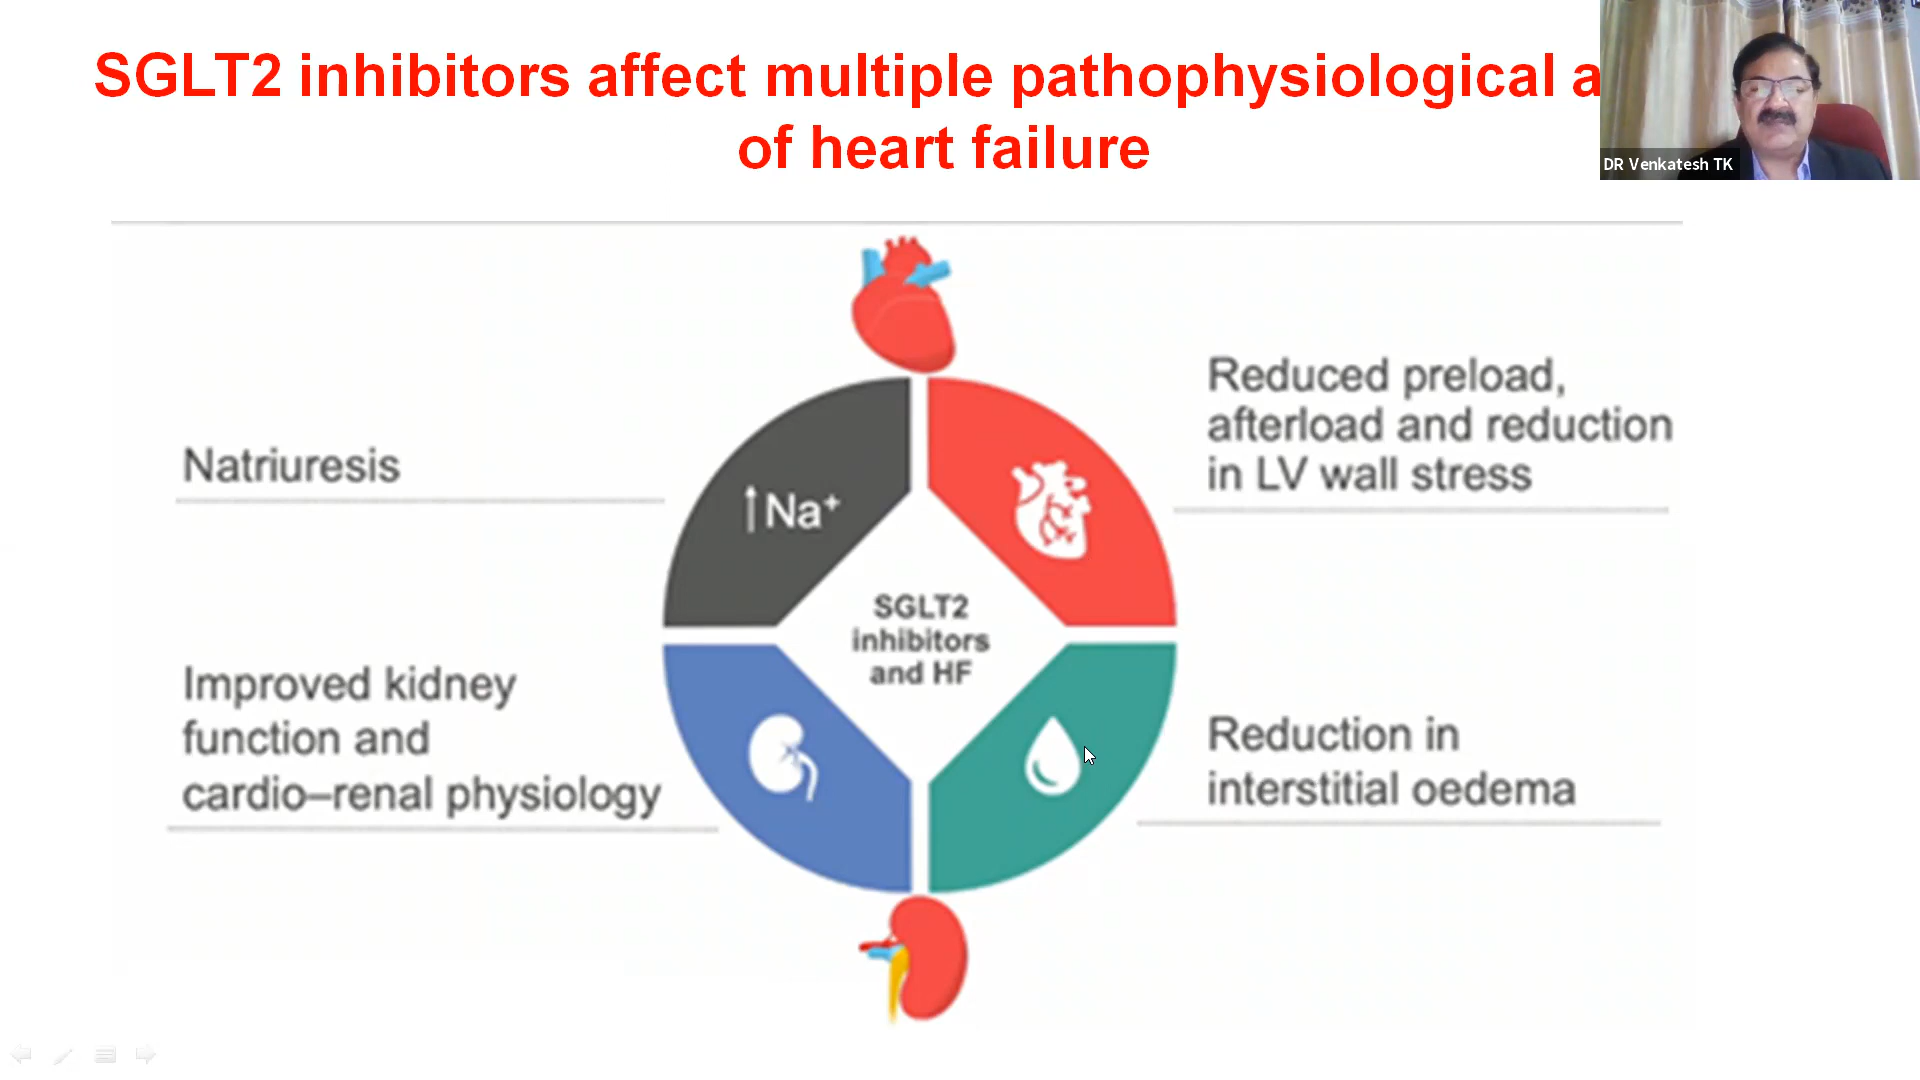 SGLT2 inhibitors affect multiple pathophysiological a
of heart failure
DR Venkatesh TK
Natriuresis
Reduced preload,
afterload and reduction
in LV wall stress
↑Na⁺
SGLT2
inhibitors
and HF
Improved kidney
function and
cardio–renal physiology
Reduction in
interstitial oedema